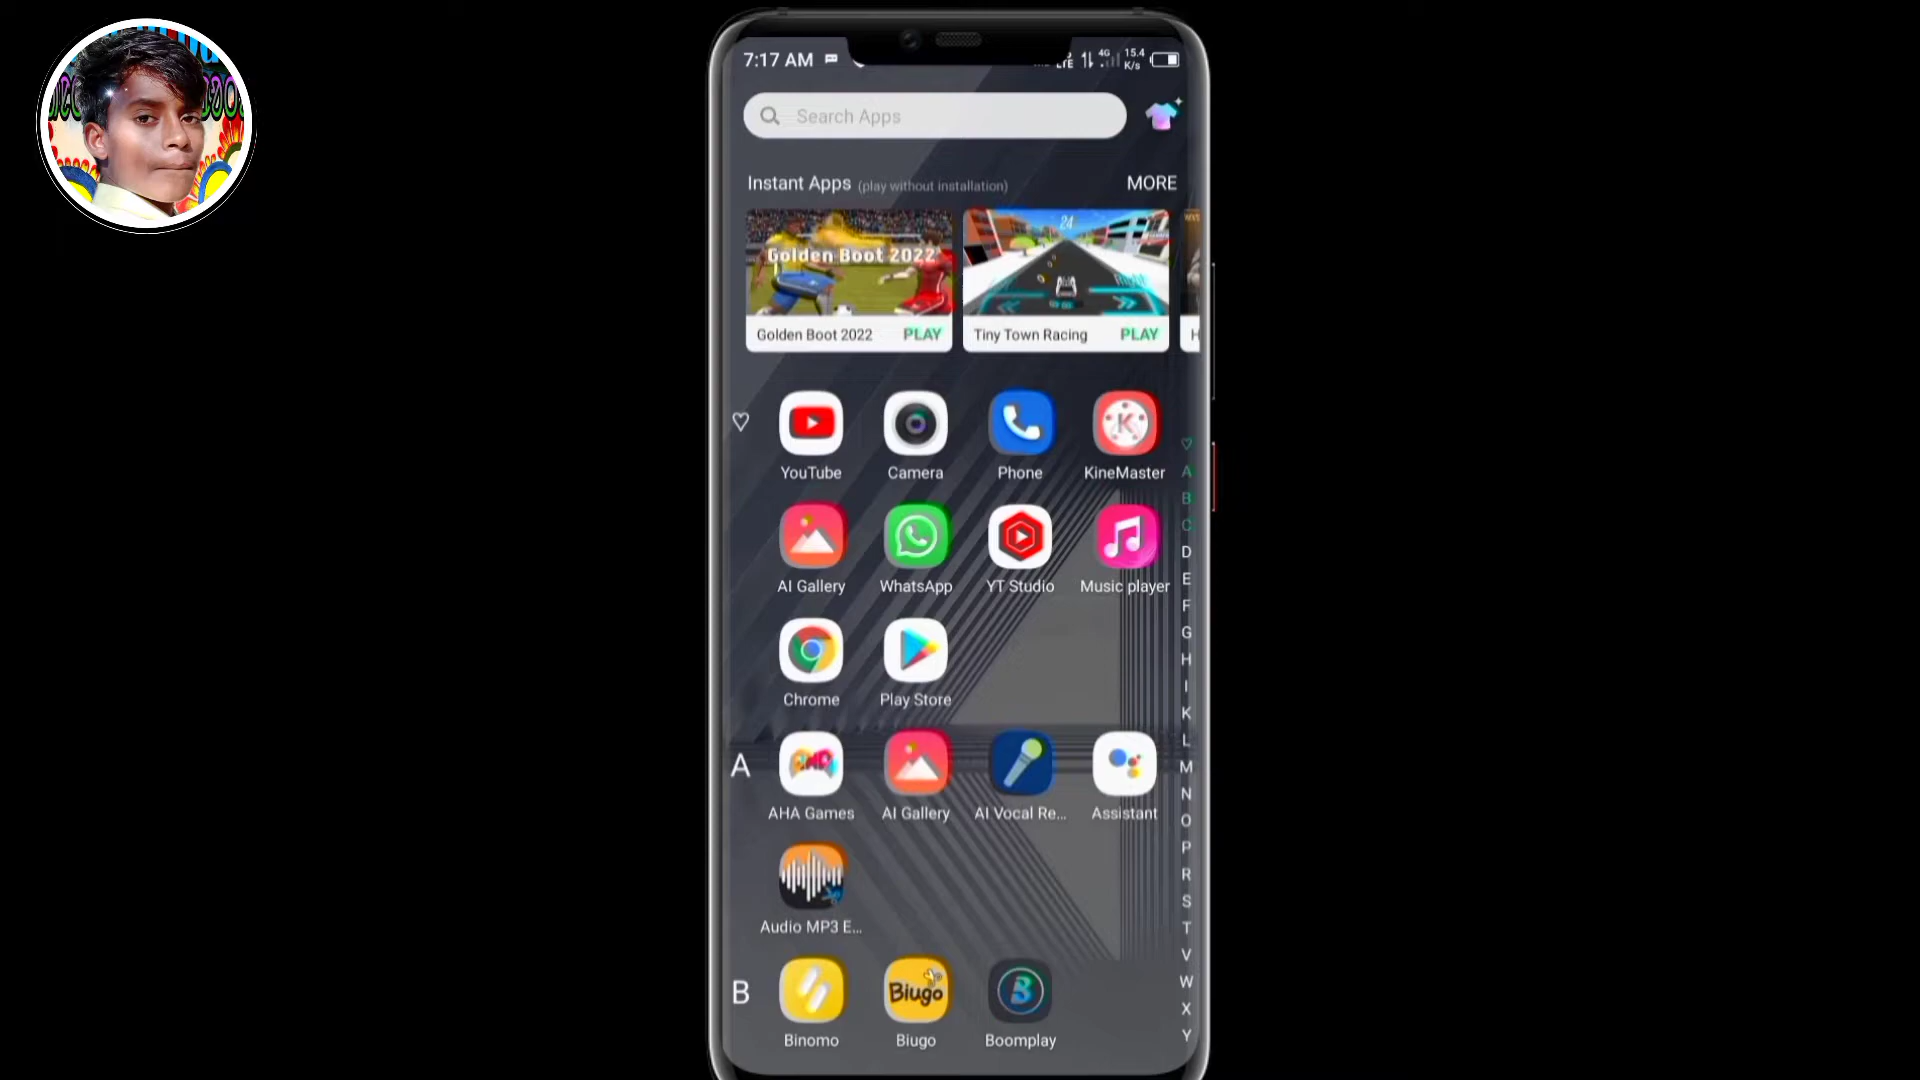 7:17 AM
4G 15.4 K/s
LTE
Search Apps
Instant Apps (play without installation) MORE
Golden Boot 2022
24
Golden Boot 2022 PLAY
Tiny Town Racing PLAY
H
YouTube Camera Phone KineMaster
AI Gallery WhatsApp YT Studio Music player
Chrome Play Store
A
AHA Games AI Gallery AI Vocal Re... Assistant
Audio MP3 E...
B
Biugo
Binomo Biugo Boomplay
A
B
C
D
E
F
G
H
I
K
L
M
N
O
P
R
S
T
V
W
X
Y